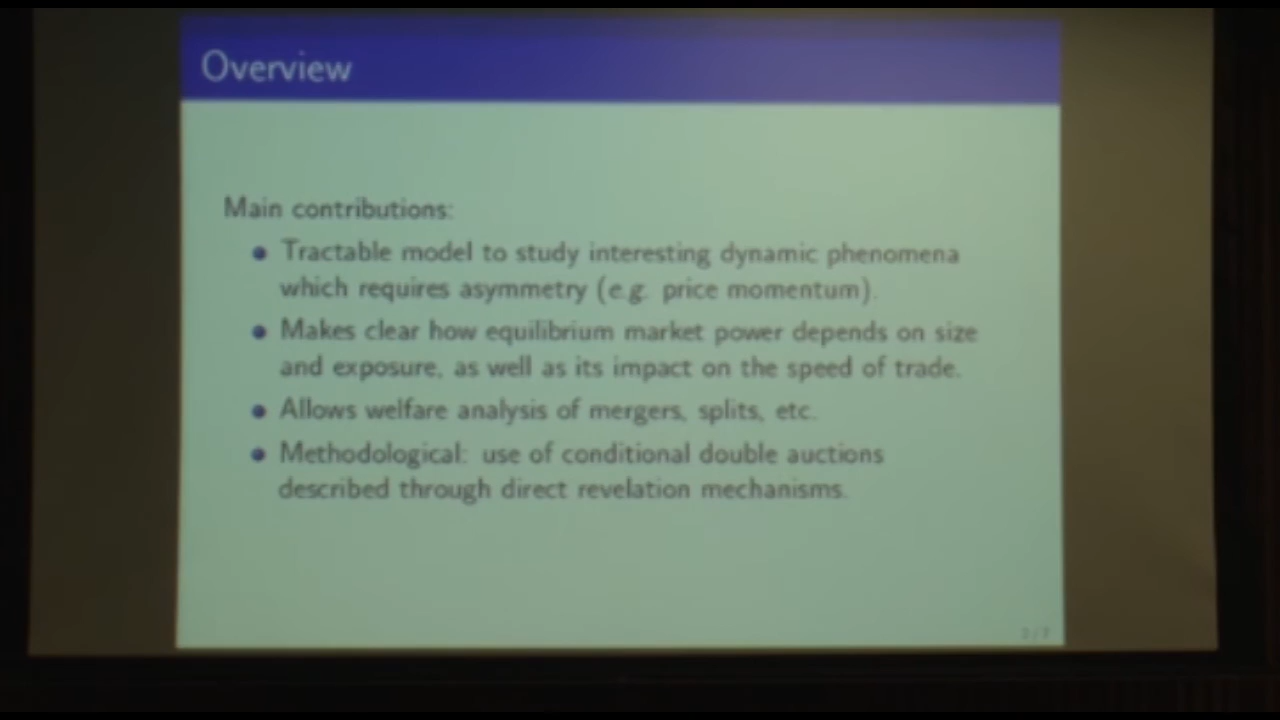 Overview
Main contributions:
Tractable model to study interesting dynamic phenomena
which requires asymmetry (e.g. price momentum).
Makes clear how equilibrium market power depends on size
and exposure, as well as its impact on the speed of trade.
Allows welfare analysis of mergers, splits, etc.
Methodological: use of conditional double auctions
described through direct revelation mechanisms.